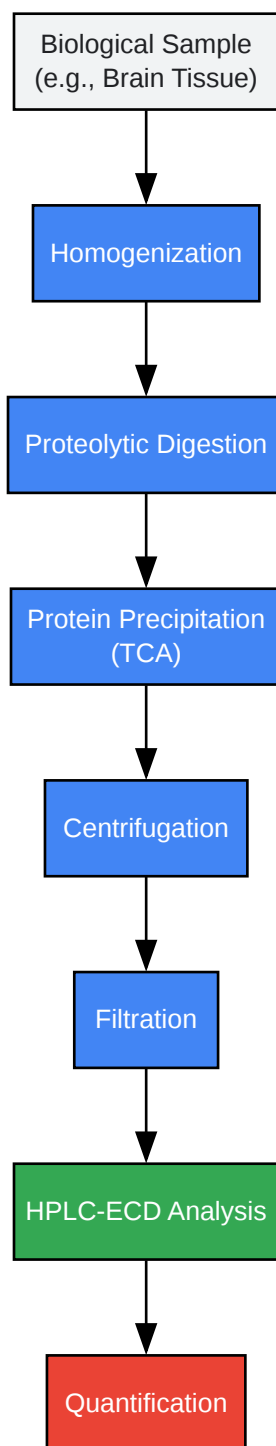 Biological Sample
(e.g., Brain Tissue)
Homogenization
Proteolytic Digestion
Protein Precipitation
(TCA)
Centrifugation
Filtration
HPLC-ECD Analysis
Quantification